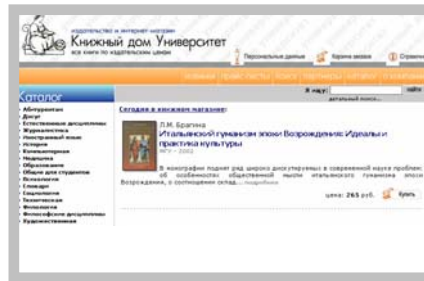 издательство и интернет-магазин
Книжный дом Университет
все книги по издательским ценам
Персональные данные
Корзина заказа
Справочн
главная прайс-листы поиск партнеры каталог о компании
Каталог
Я ищу:
найти
детальный поиск...
Абитуриентам
Досуг
Естественные дисциплины
Журналистика
Иностранный язык
История
Компьютерная
Медицина
Образование
Общие для студентов
Психология
Словари
Социология
Техническая
Филология
Философские дисциплины
Художественная
Сегодня в книжном магазине:
Л.М. Брагина
Итальянский гуманизм эпохи Возрождения: Идеалы и
практика культуры
МГУ - 2002
В монографии поднят ряд широко дискутируемых в современной науке проблем:
об особенностях общественной мысли итальянского гуманизма эпохи
Возрождения, о соотношении склад... подробнее
цена: 265 руб.
Купить